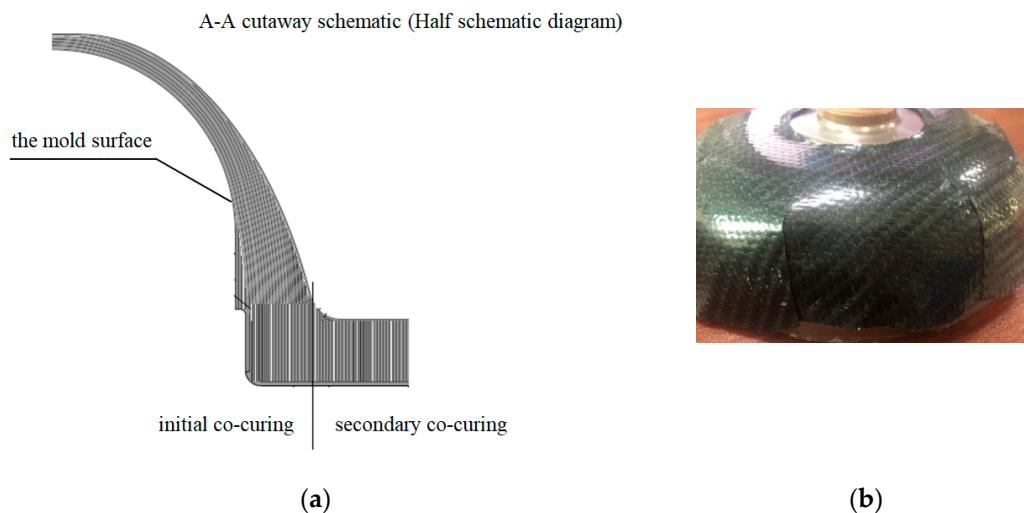 A-A cutaway schematic (Half schematic diagram)
the mold surface
initial co-curing
secondary co-curing
(a)
(b)